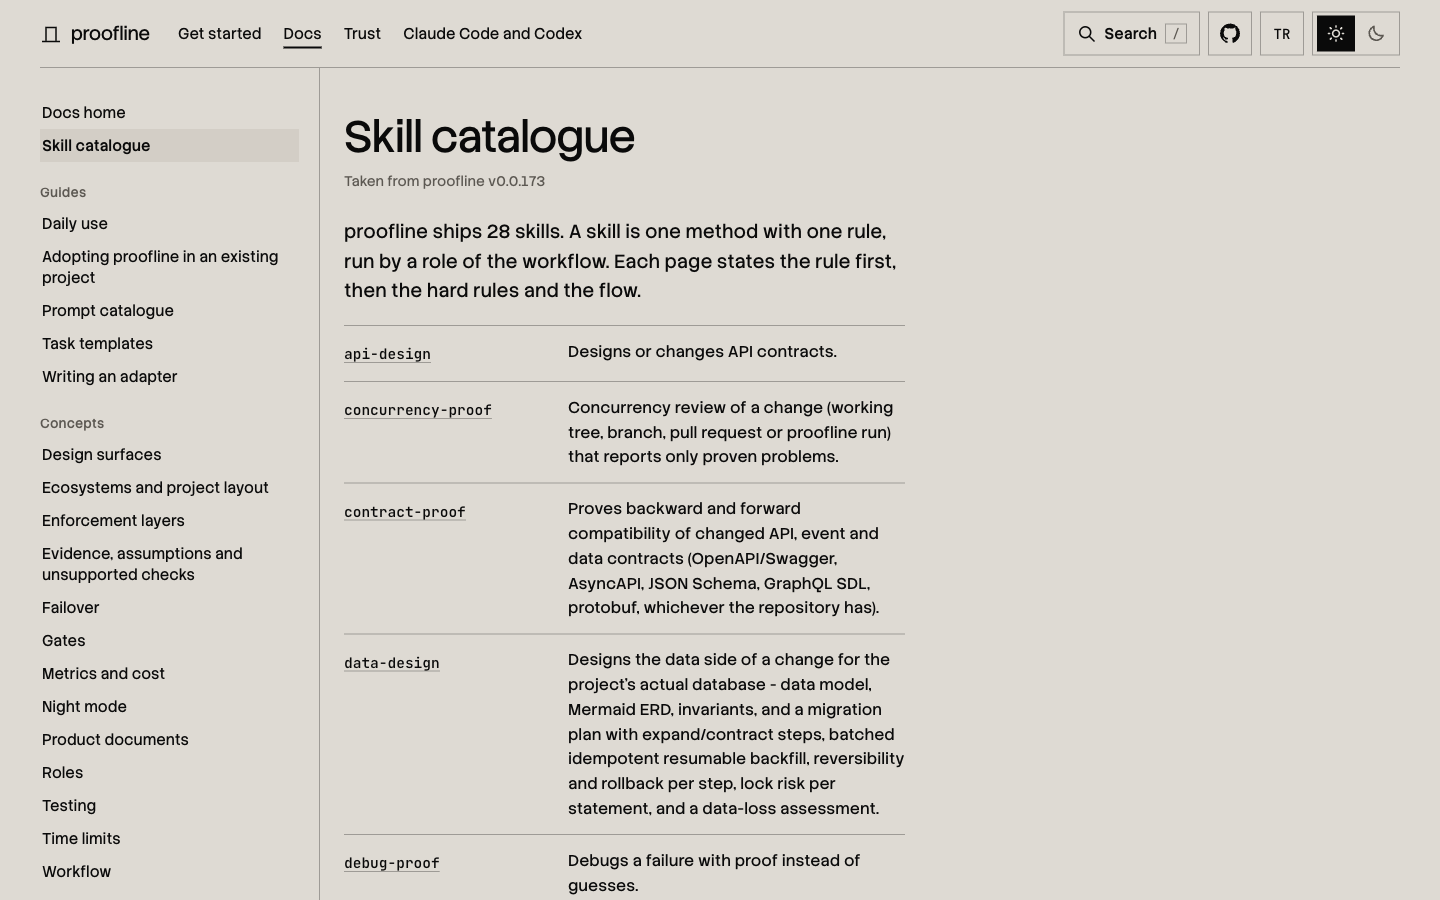 proofline
Get started
Docs
Trust
Claude Code and Codex
Search /
TR
Docs home
Skill catalogue
Guides
Daily use
Adopting proofline in an existing
project
Prompt catalogue
Task templates
Writing an adapter
Concepts
Design surfaces
Ecosystems and project layout
Enforcement layers
Evidence, assumptions and
unsupported checks
Failover
Gates
Metrics and cost
Night mode
Product documents
Roles
Testing
Time limits
Workflow
Skill catalogue
Taken from proofline v0.0.173
proofline ships 28 skills. A skill is one method with one rule,
run by a role of the workflow. Each page states the rule first,
then the hard rules and the flow.
api-design
Designs or changes API contracts.
concurrency-proof
Concurrency review of a change (working
tree, branch, pull request or proofline run)
that reports only proven problems.
contract-proof
Proves backward and forward
compatibility of changed API, event and
data contracts (OpenAPI/Swagger,
AsyncAPI, JSON Schema, GraphQL SDL,
protobuf, whichever the repository has).
data-design
Designs the data side of a change for the
project's actual database - data model,
Mermaid ERD, invariants, and a migration
plan with expand/contract steps, batched
idempotent resumable backfill, reversibility
and rollback per step, lock risk per
statement, and a data-loss assessment.
debug-proof
Debugs a failure with proof instead of
guesses.